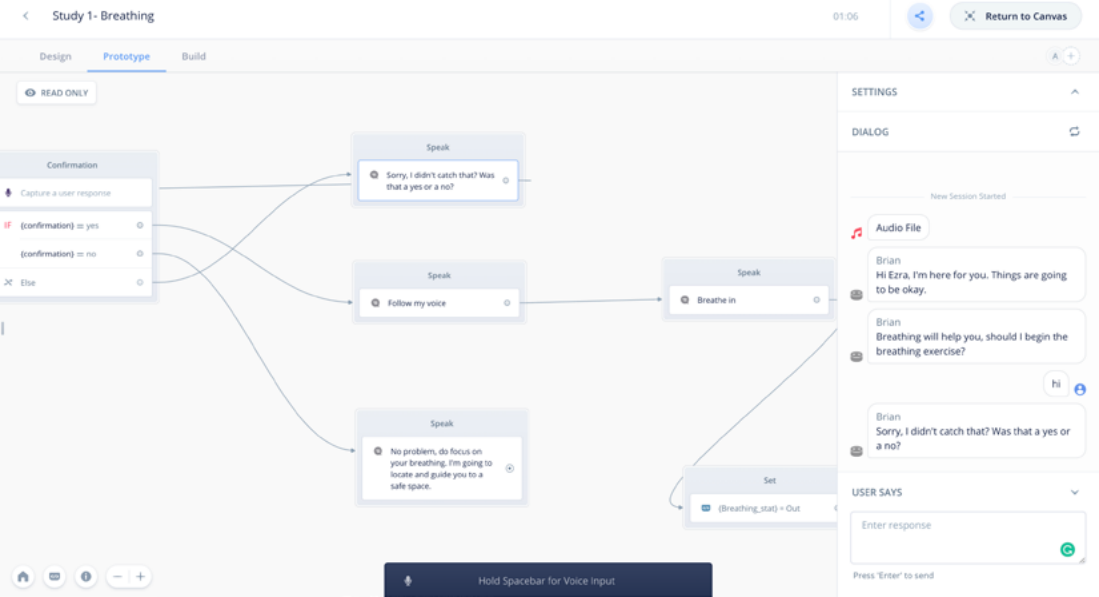 Study 1- Breathing
01:06
Return to Canvas
Design
Prototype
Build
A
READ ONLY
Confirmation
Capture a user response
IF {confirmation} = yes
{confirmation} = no
Else
Speak
Sorry, I didn't catch that? Was
that a yes or a no?
Speak
Follow my voice
Speak
Breathe in
Speak
No problem, do focus on
your breathing. I'm going to
locate and guide you to a
safe space.
Set
{Breathing_stat} = Out
SETTINGS
DIALOG
New Session Started
Audio File
Brian
Hi Ezra, I'm here for you. Things are going
to be okay.
Brian
Breathing will help you, should I begin the
breathing exercise?
hi
Brian
Sorry, I didn't catch that? Was that a yes or
a no?
USER SAYS
Enter response
Press 'Enter' to send
Hold Spacebar for Voice Input